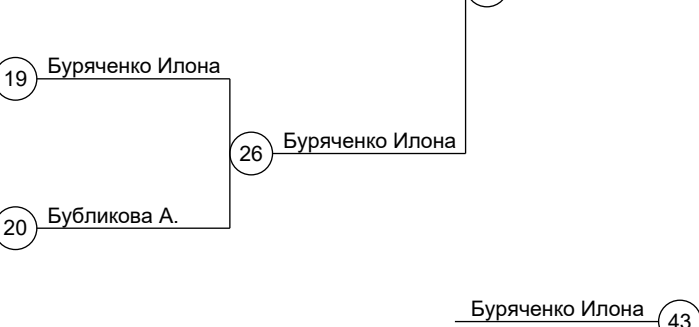 19 Буряченко Илона
26 Буряченко Илона
20 Бубликова А.
Буряченко Илона 43